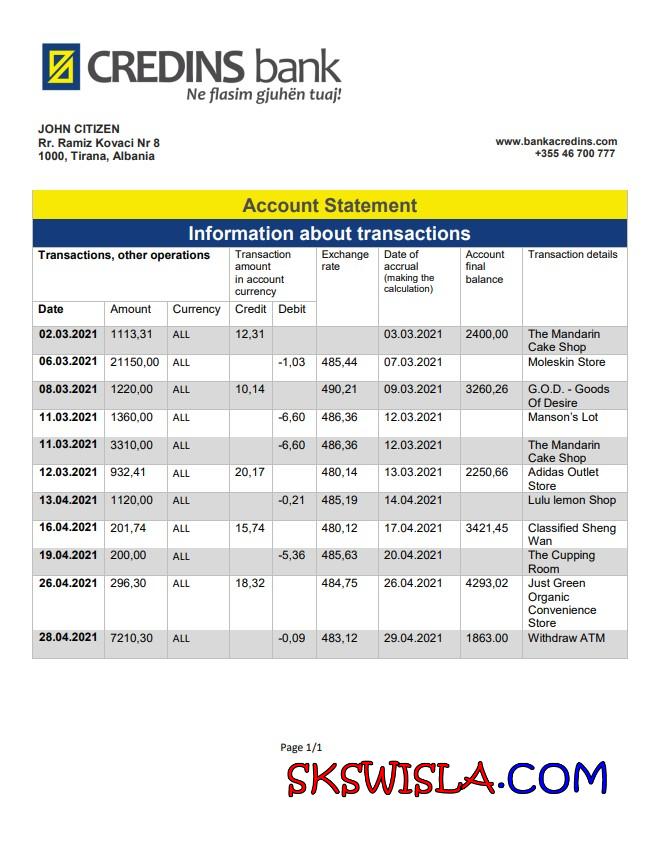 CREDINS bank
Ne flasim gjuhën tuaj!
JOHN CITIZEN
Rr. Ramiz Kovaci Nr 8
1000, Tirana, Albania
www.bankacredins.com
+355 46 700 777
Account Statement
Information about transactions
Transactions, other operations
Transaction
amount
in account
currency
Exchange
rate
Date of
accrual
(making the
calculation)
Account
final
balance
Transaction details
Date Amount Currency Credit Debit
02.03.2021 1113,31 ALL 12,31 03.03.2021 2400,00 The Mandarin
Cake Shop
06.03.2021 21150,00 ALL -1,03 485,44 07.03.2021 Moleskin Store
08.03.2021 1220,00 ALL 10,14 490,21 09.03.2021 3260,26 G.O.D. - Goods
Of Desire
11.03.2021 1360,00 ALL -6,60 486,36 12.03.2021 Manson's Lot
11.03.2021 3310,00 ALL -6,60 486,36 12.03.2021 The Mandarin
Cake Shop
12.03.2021 932,41 ALL 20,17 480,14 13.03.2021 2250,66 Adidas Outlet
Store
13.04.2021 1120,00 ALL -0,21 485,19 14.04.2021 Lulu lemon Shop
16.04.2021 201,74 ALL 15,74 480,12 17.04.2021 3421,45 Classified Sheng
Wan
19.04.2021 200,00 ALL -5,36 485,63 20.04.2021 The Cupping
Room
26.04.2021 296,30 ALL 18,32 484,75 26.04.2021 4293,02 Just Green
Organic
Convenience
Store
28.04.2021 7210,30 ALL -0,09 483,12 29.04.2021 1863.00 Withdraw ATM
Page 1/1
SKSWISLA.COM